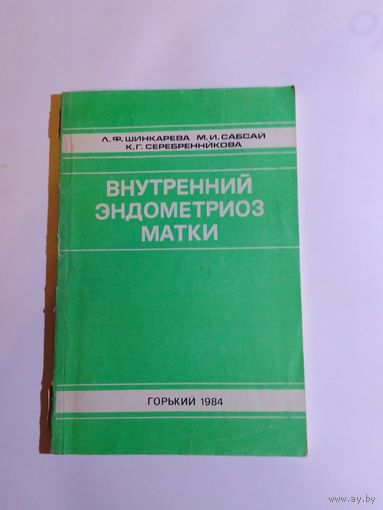 Л.Ф. ШИНКАРЕВА М.И. САБСАЙ
К.Г. СЕРЕБРЕННИКОВА
ВНУТРЕННИЙ
ЭНДОМЕТРИОЗ
МАТКИ
ГОРЬКИЙ 1984
www.ay.by